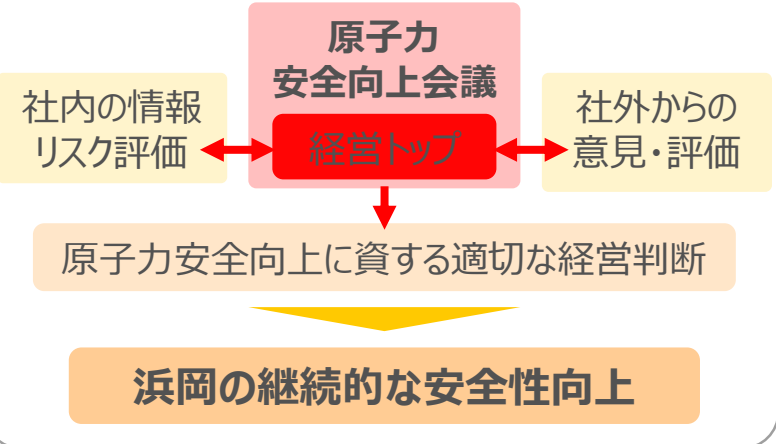 原子力
安全向上会議
経営トップ
社内の情報
リスク評価
社外からの
意見・評価
原子力安全向上に資する適切な経営判断
浜岡の継続的な安全性向上